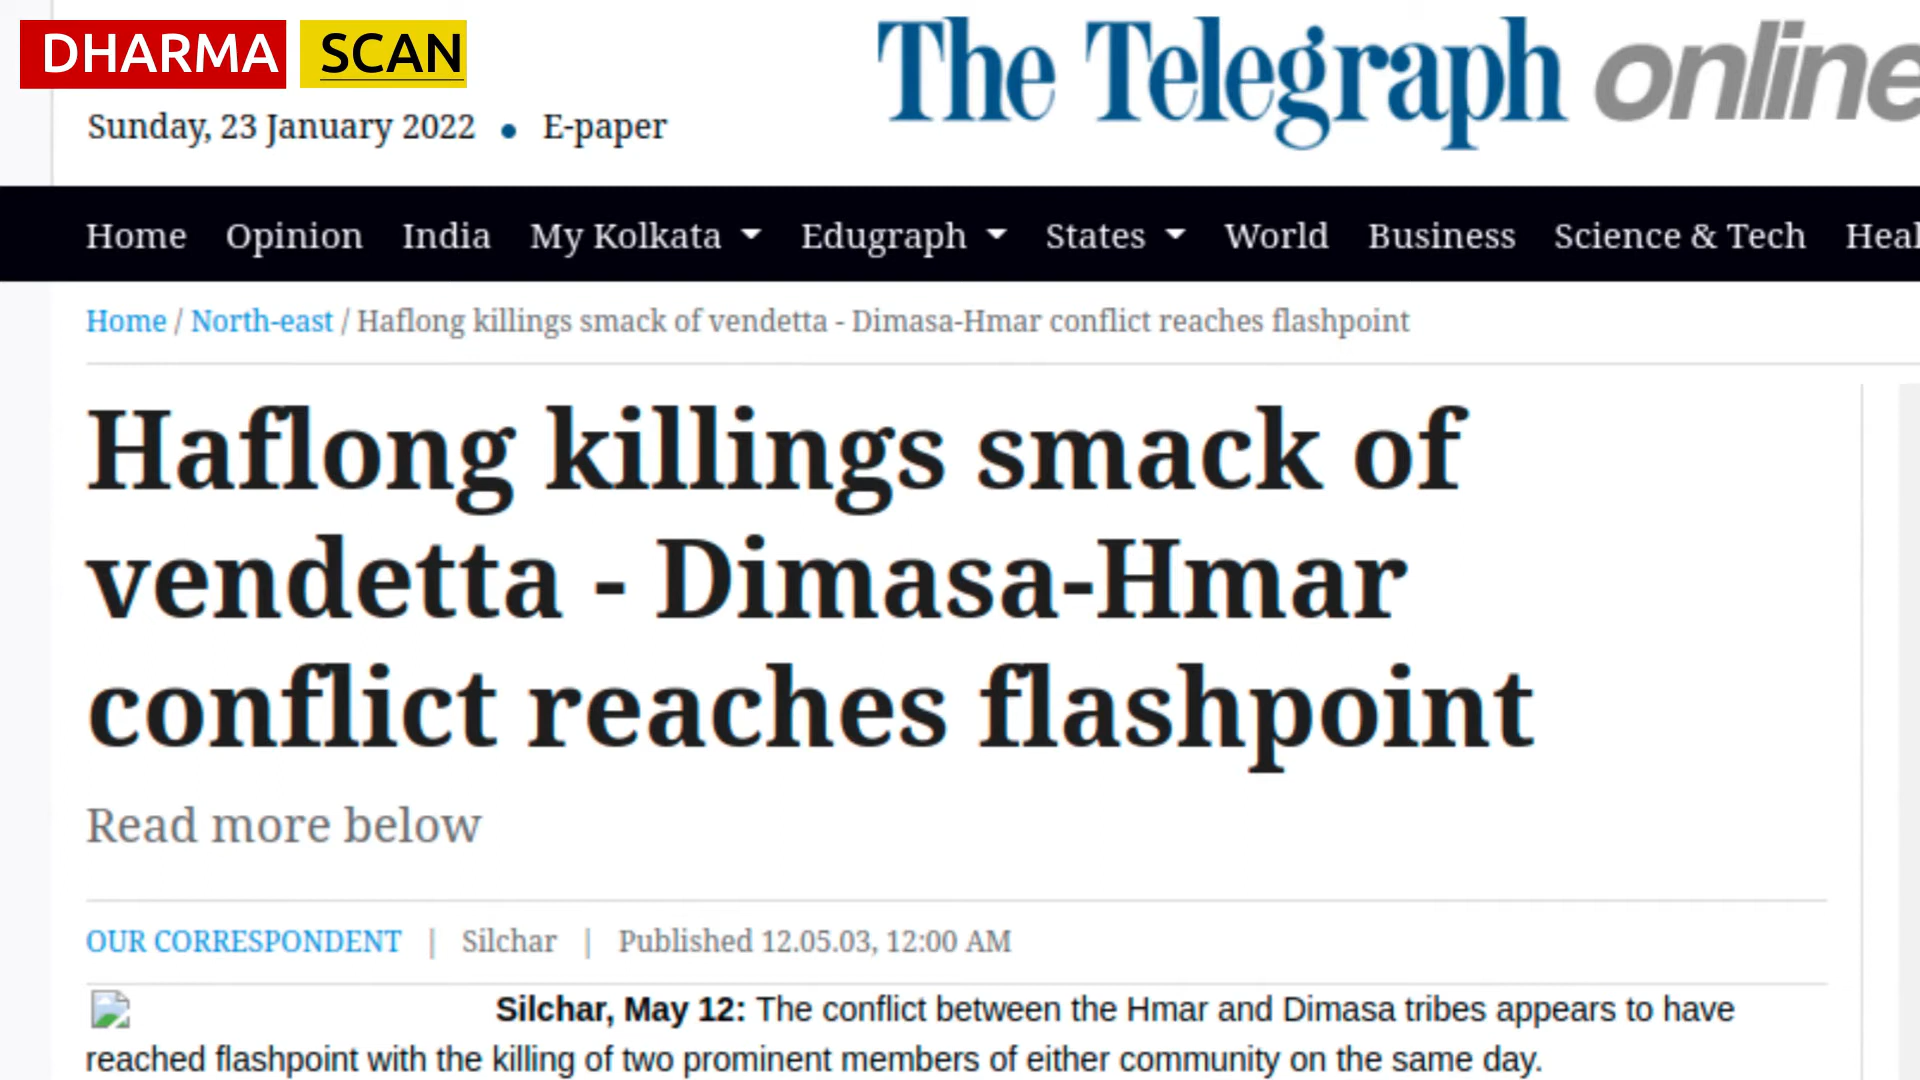 DHARMA SCAN
The Telegraph online
Sunday, 23 January 2022 • E-paper
Home Opinion India My Kolkata Edugraph States World Business Science & Tech Heal
Home / North-east / Haflong killings smack of vendetta - Dimasa-Hmar conflict reaches flashpoint
Haflong killings smack of
vendetta - Dimasa-Hmar
conflict reaches flashpoint
Read more below
OUR CORRESPONDENT | Silchar | Published 12.05.03, 12:00 AM
Silchar, May 12: The conflict between the Hmar and Dimasa tribes appears to have
reached flashpoint with the killing of two prominent members of either community on the same day.